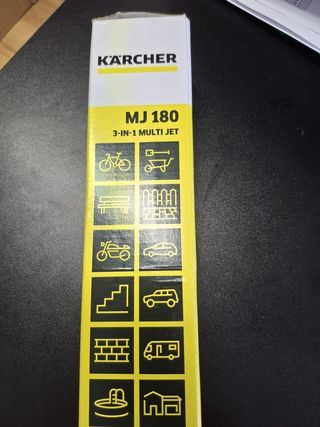 KÄRCHER
MJ 180
3-IN-1 MULTI JET